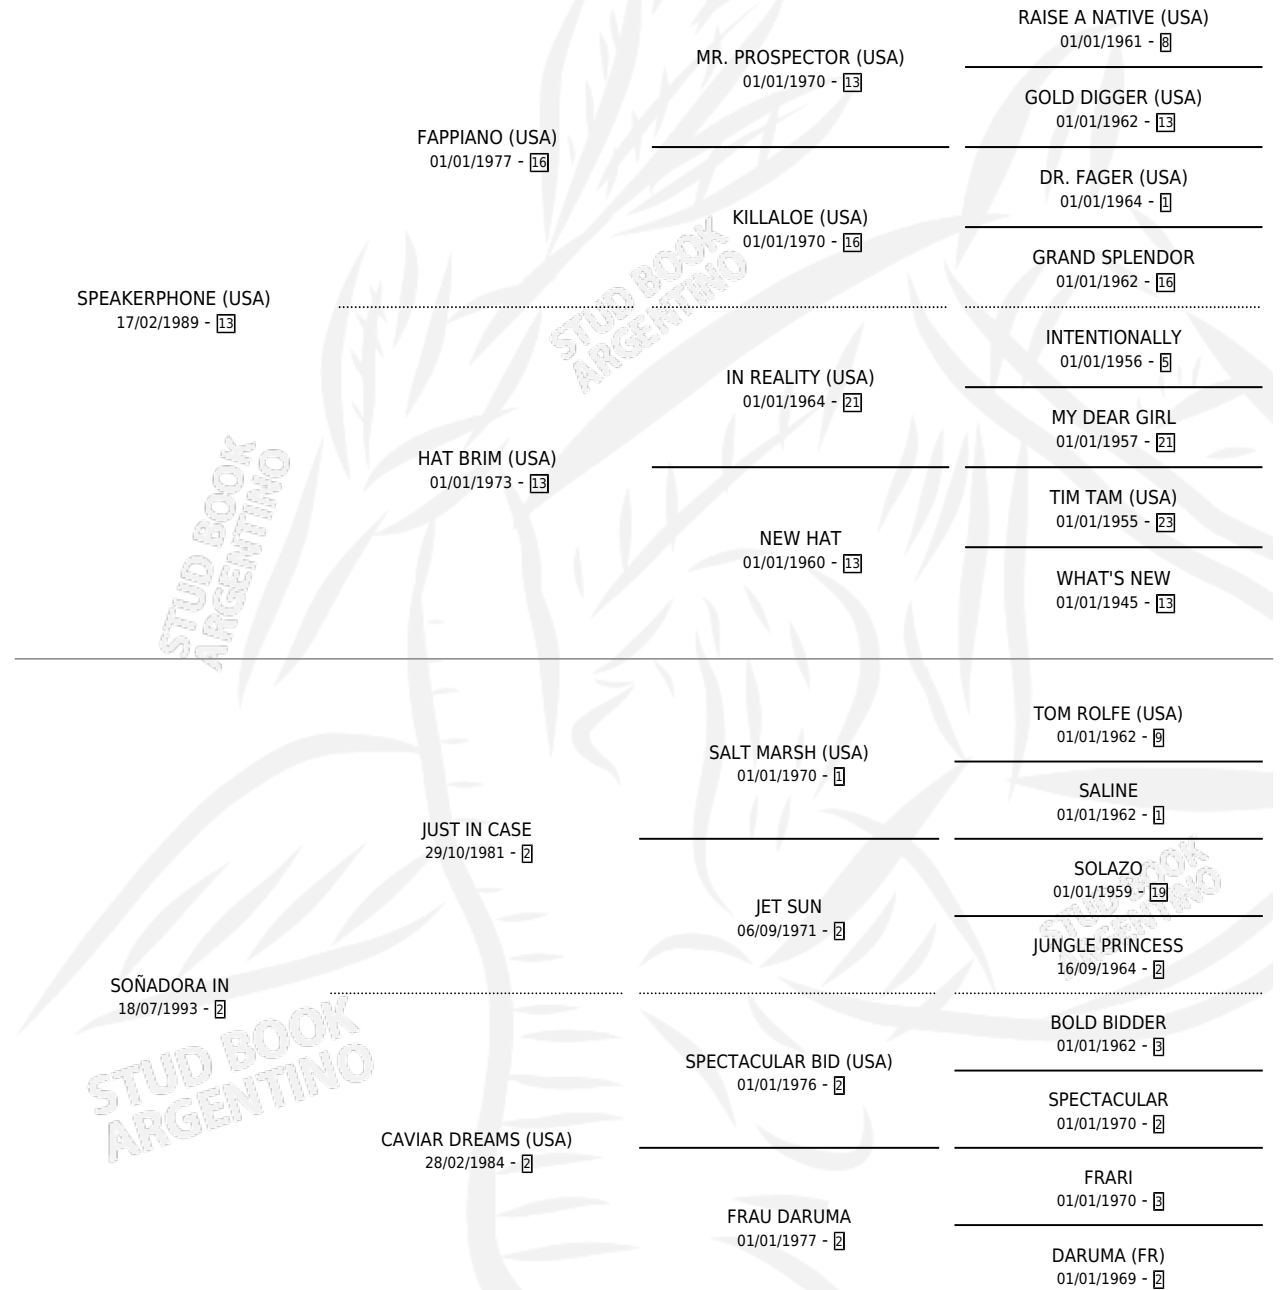 RAISE A NATIVE (USA)
01/01/1961 - 8
MR. PROSPECTOR (USA)
01/01/1970 - 13
GOLD DIGGER (USA)
01/01/1962 - 13
FAPPIANO (USA)
01/01/1977 - 16
DR. FAGER (USA)
01/01/1964 - 1
KILLALOE (USA)
01/01/1970 - 16
GRAND SPLENDOR
01/01/1962 - 16
SPEAKERPHONE (USA)
17/02/1989 - 13
INTENTIONALLY
01/01/1956 - 5
IN REALITY (USA)
01/01/1964 - 21
MY DEAR GIRL
01/01/1957 - 21
HAT BRIM (USA)
01/01/1973 - 13
TIM TAM (USA)
01/01/1955 - 23
NEW HAT
01/01/1960 - 13
WHAT'S NEW
01/01/1945 - 13
TOM ROLFE (USA)
01/01/1962 - 9
SALT MARSH (USA)
01/01/1970 - 1
SALINE
01/01/1962 - 1
JUST IN CASE
29/10/1981 - 2
SOLAZO
01/01/1959 - 19
JET SUN
06/09/1971 - 2
JUNGLE PRINCESS
16/09/1964 - 2
SOÑADORA IN
18/07/1993 - 2
BOLD BIDDER
01/01/1962 - 3
SPECTACULAR BID (USA)
01/01/1976 - 2
SPECTACULAR
01/01/1970 - 2
CAVIAR DREAMS (USA)
28/02/1984 - 2
FRARI
01/01/1970 - 3
FRAU DARUMA
01/01/1977 - 2
DARUMA (FR)
01/01/1969 - 2
STUD BOOK
ARGENTINO
STUD BOOK
ARGENTINO
STUD BOOK
ARGENTINO
STUD BOOK
ARGENTINO